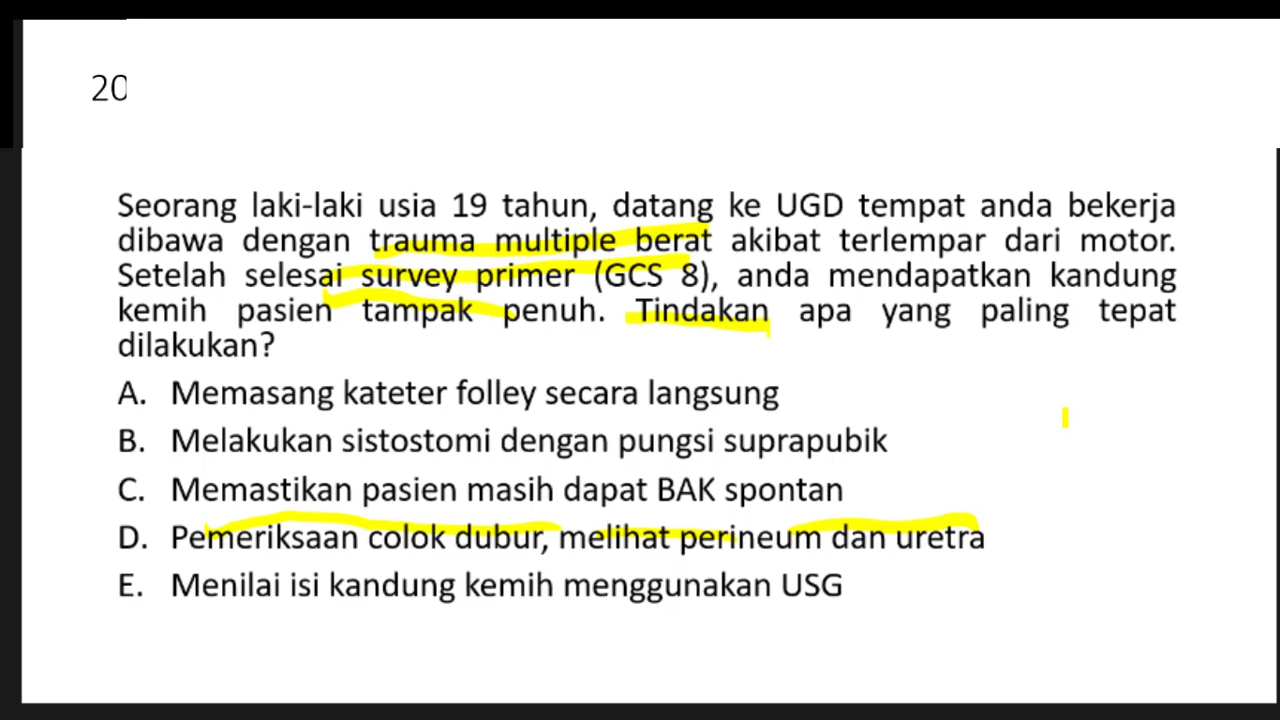 20
Seorang laki-laki usia 19 tahun, datang ke UGD tempat anda bekerja
dibawa dengan trauma multiple berat akibat terlempar dari motor.
Setelah selesai survey primer (GCS 8), anda mendapatkan kandung
kemih pasien tampak penuh. Tindakan apa yang paling tepat
dilakukan?
A. Memasang kateter folley secara langsung
B. Melakukan sistostomi dengan pungsi suprapubik
C. Memastikan pasien masih dapat BAK spontan
D. Pemeriksaan colok dubur, melihat perineum dan uretra
E. Menilai isi kandung kemih menggunakan USG